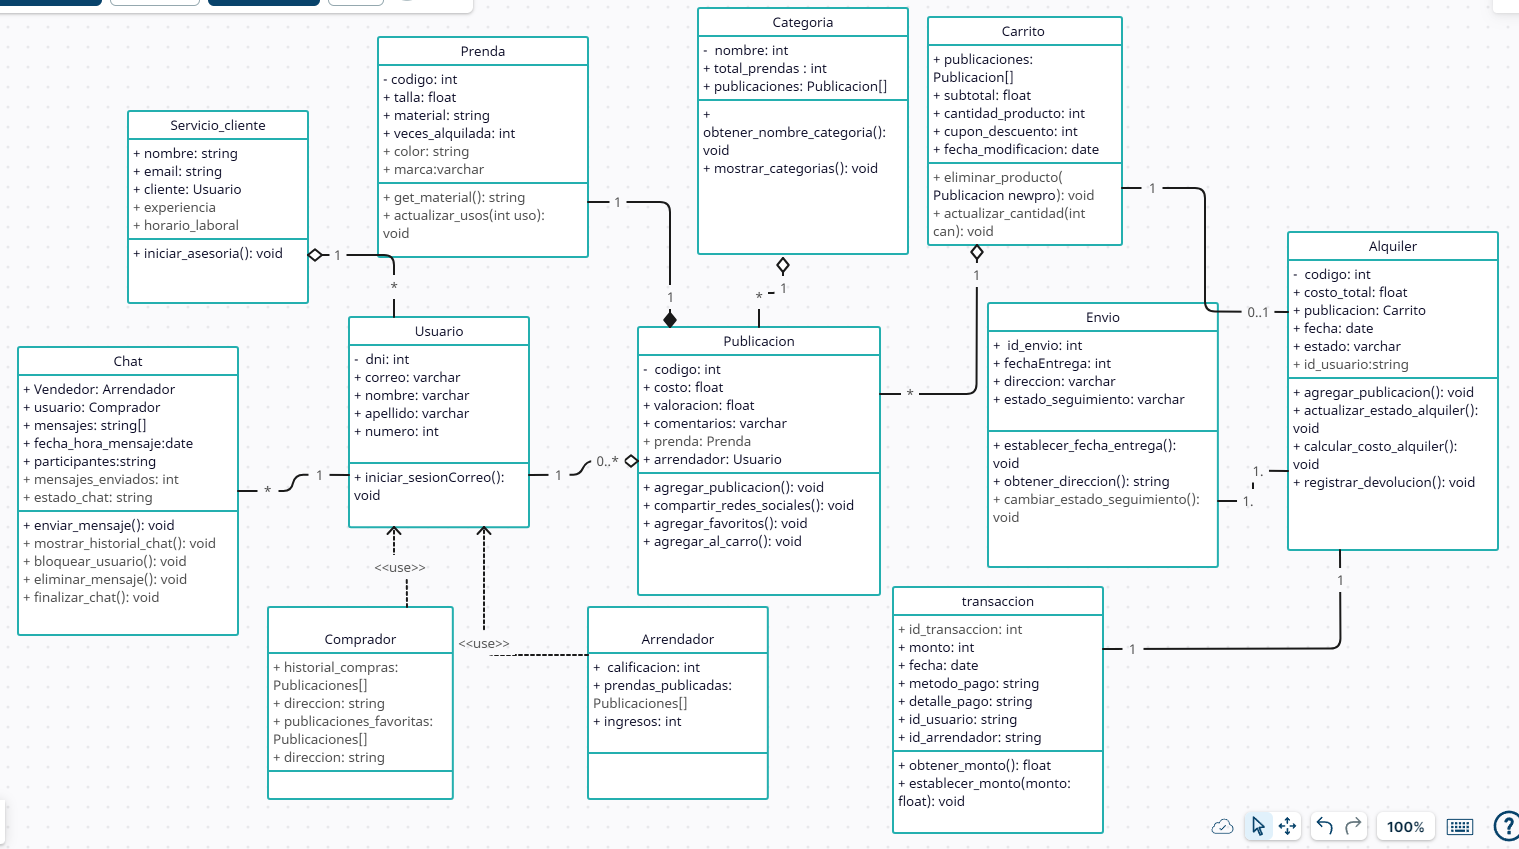 Prenda
- codigo: int
+ talla: float
+ material: string
+ veces_alquilada: int
+ color: string
+ marca:varchar
+ get_material(): string
+ actualizar_usos(int uso):
void
Categoria
-  nombre: int
+ total_prendas : int
+ publicaciones: Publicacion[]
+
obtener_nombre_categoria():
void
+ mostrar_categorias(): void
Carrito
+ publicaciones:
Publicacion[]
+ subtotal: float
+ cantidad_producto: int
+ cupon_descuento: int
+ fecha_modificacion: date
+ eliminar_producto(
Publicacion newpro): void
+ actualizar_cantidad(int
can): void
Servicio_cliente
+ nombre: string
+ email: string
+ cliente: Usuario
+ experiencia
+ horario_laboral
+ iniciar_asesoria(): void
1
*
1
1
*
1
1
*
1
0..1
Alquiler
-  codigo: int
+ costo_total: float
+ publicacion: Carrito
+ fecha: date
+ estado: varchar
+ id_usuario:string
+ agregar_publicacion(): void
+ actualizar_estado_alquiler():
void
+ calcular_costo_alquiler():
void
+ registrar_devolucion(): void
Envio
+  id_envio: int
+ fechaEntrega: int
+ direccion: varchar
+ estado_seguimiento: varchar
+ establecer_fecha_entrega():
void
+ obtener_direccion(): string
+ cambiar_estado_seguimiento():
void
1.
1.
Usuario
-  dni: int
+ correo: varchar
+ nombre: varchar
+ apellido: varchar
+ numero: int
+ iniciar_sesionCorreo():
void
Publicacion
-  codigo: int
+ costo: float
+ valoracion: float
+ comentarios: varchar
+ prenda: Prenda
+ arrendador: Usuario
+ agregar_publicacion(): void
+ compartir_redes_sociales(): void
+ agregar_favoritos(): void
+ agregar_al_carro(): void
1
0..*
Chat
+ Vendedor: Arrendador
+ usuario: Comprador
+ mensajes: string[]
+ fecha_hora_mensaje:date
+ participantes:string
+ mensajes_enviados: int
+ estado_chat: string
+ enviar_mensaje(): void
+ mostrar_historial_chat(): void
+ bloquear_usuario(): void
+ eliminar_mensaje(): void
+ finalizar_chat(): void
*
1
<<use>>
<<use>>
Comprador
+ historial_compras:
Publicaciones[]
+ direccion: string
+ publicaciones_favoritas:
Publicaciones[]
+ direccion: string
Arrendador
+  calificacion: int
+ prendas_publicadas:
Publicaciones[]
+ ingresos: int
transaccion
+ id_transaccion: int
+ monto: int
+ fecha: date
+ metodo_pago: string
+ detalle_pago: string
+ id_usuario: string
+ id_arrendador: string
+ obtener_monto(): float
+ establecer_monto(monto:
float): void
1
1
100%
?